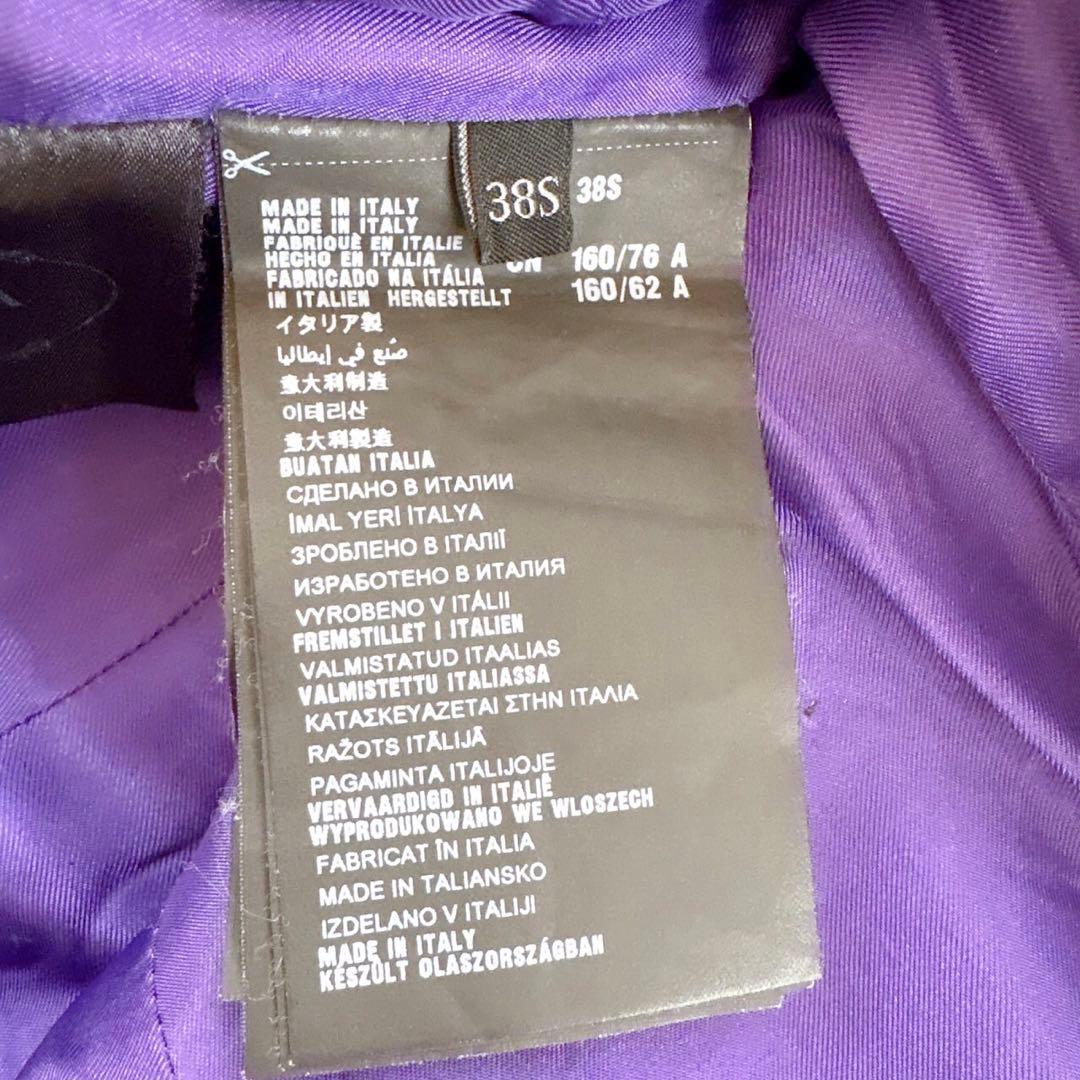 38S
38S
MADE IN ITALY
MADE IN ITALY
FABRIQUÈ EN ITALIE
HECHO EN ITALIA
CN 160/76 A
FABRICADO NA ITÁLIA
IN ITALIEN HERGESTELLT
160/62 A
イタリア製
صُنع في إيطاليا
意大利制造
이테리산
意大利製造
BUATAN ITALIA
СДЕЛАНО В ИТАЛИИ
İMAL YERİ İTALYA
ЗРОБЛЕНО В ІТАЛІЇ
ИЗРАБОТЕНО В ИТАЛИЯ
VYROBENO V ITÁLII
FREMSTILLET I ITALIEN
VALMISTATUD ITAALIAS
VALMISTETTU ITALIASSA
ΚΑΤΑΣΚΕΥΑΖΕΤΑΙ ΣΤΗΝ ΙΤΑΛΙΑ
RAŽOTS ITĀLIJĀ
PAGAMINTA ITALIJOJE
VERVAARDIGD IN ITALIË
WYPRODUKOWANO WE WLOSZECH
FABRICAT ÎN ITALIA
MADE IN TALIANSKO
IZDELANO V ITALIJI
MADE IN ITALY
KÉSZÜLT OLASZORSZÁGBAN